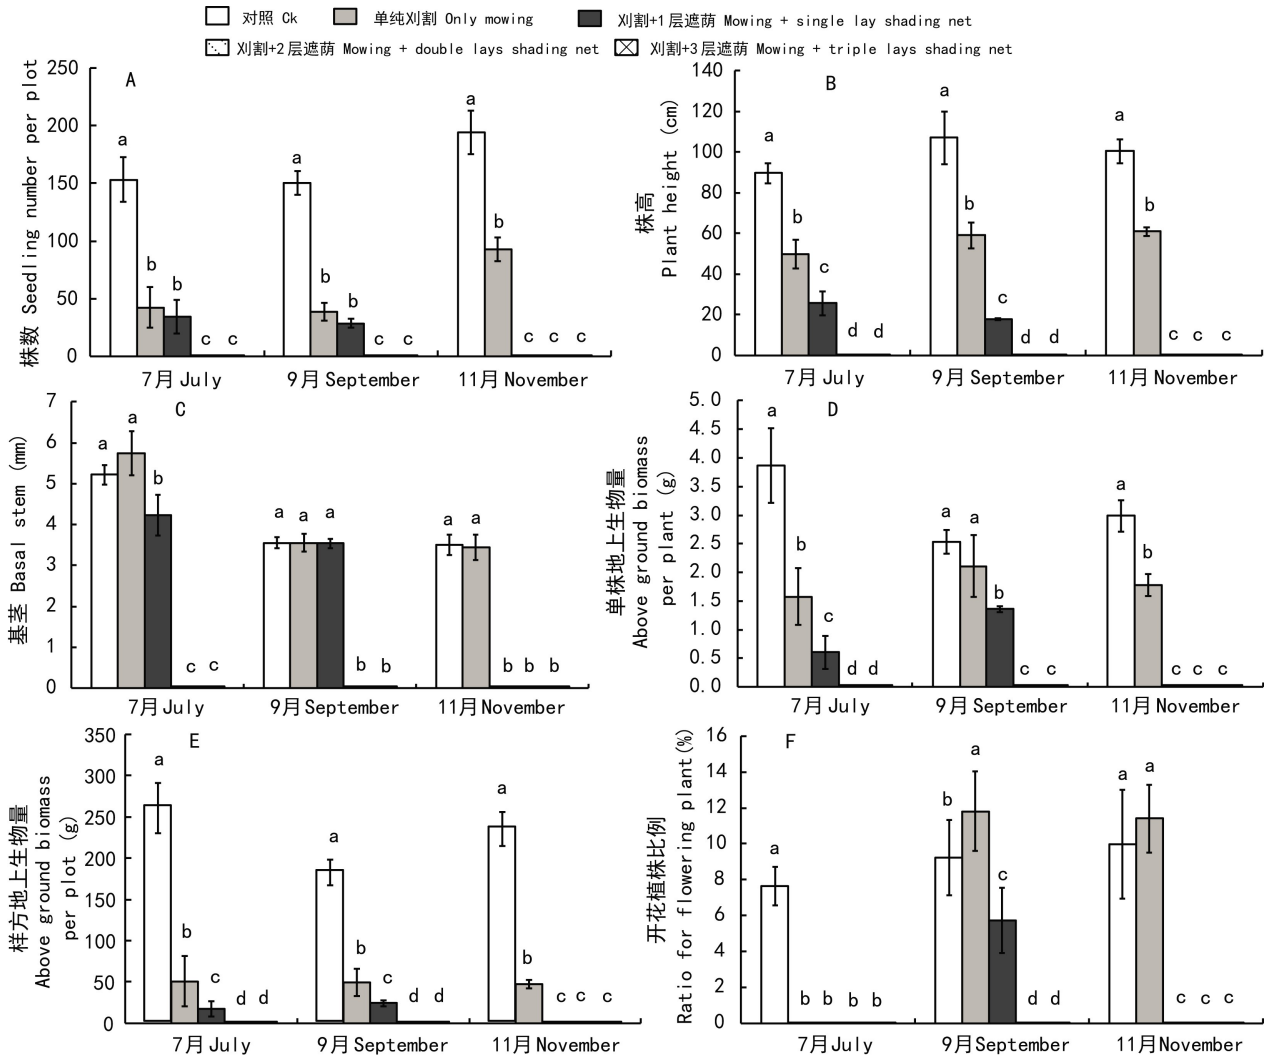 对照 Ck 单纯刈割 Only mowing 刈割+1层遮荫 Mowing + single lay shading net
刈割+2层遮荫 Mowing + double lays shading net 刈割+3层遮荫 Mowing + triple lays shading net
A
株数 Seedling number per plot
250
200
150
100
50
0
a b b c c
a b b c c
a b c c c
7月 July 9月 September 11月 November
B
株高
Plant height (cm)
140
120
100
80
60
40
20
0
a b c d d
a b c d d
a b c c c
7月 July 9月 September 11月 November
C
基茎 Basal stem (mm)
7
6
5
4
3
2
1
0
a a b c c
a a a b b
a a b b b
7月 July 9月 September 11月 November
D
单株地上生物量
Above ground biomass
per plant (g)
5.0
4.5
4.0
3.5
3.0
2.5
2.0
1.5
1.0
0.5
0.0
a b c d d
a a b c c
a b c c c
7月 July 9月 September 11月 November
E
样方地上生物量
Above ground biomass
per plot (g)
350
300
250
200
150
100
50
0
a b c d d
a b c d d
a b c c c
7月 July 9月 September 11月 November
F
开花植株比例
Ratio for flowering plant(%)
16
14
12
10
8
6
4
2
0
a b b b b
b a c d d
a a c c c
7月 July 9月 September 11月 November